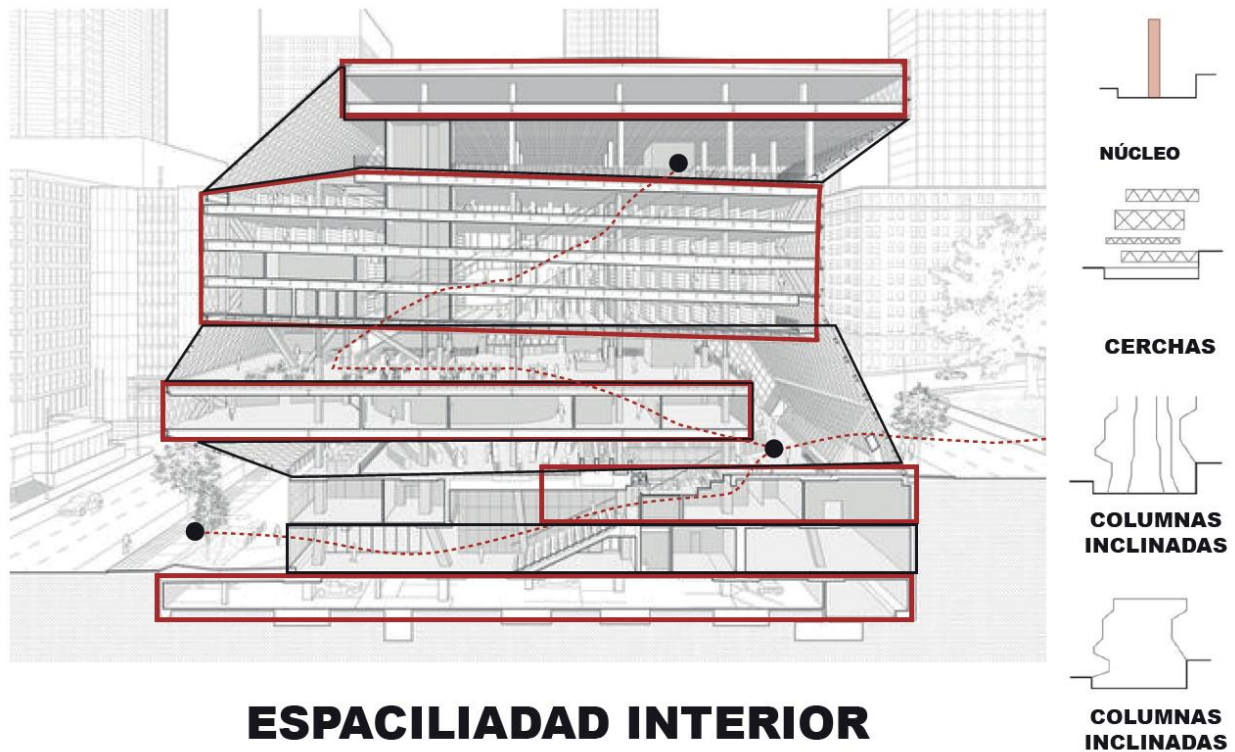 NÚCLEO
CERCHAS
COLUMNAS
INCLINADAS
COLUMNAS
INCLINADAS
ESPACILIADAD INTERIOR